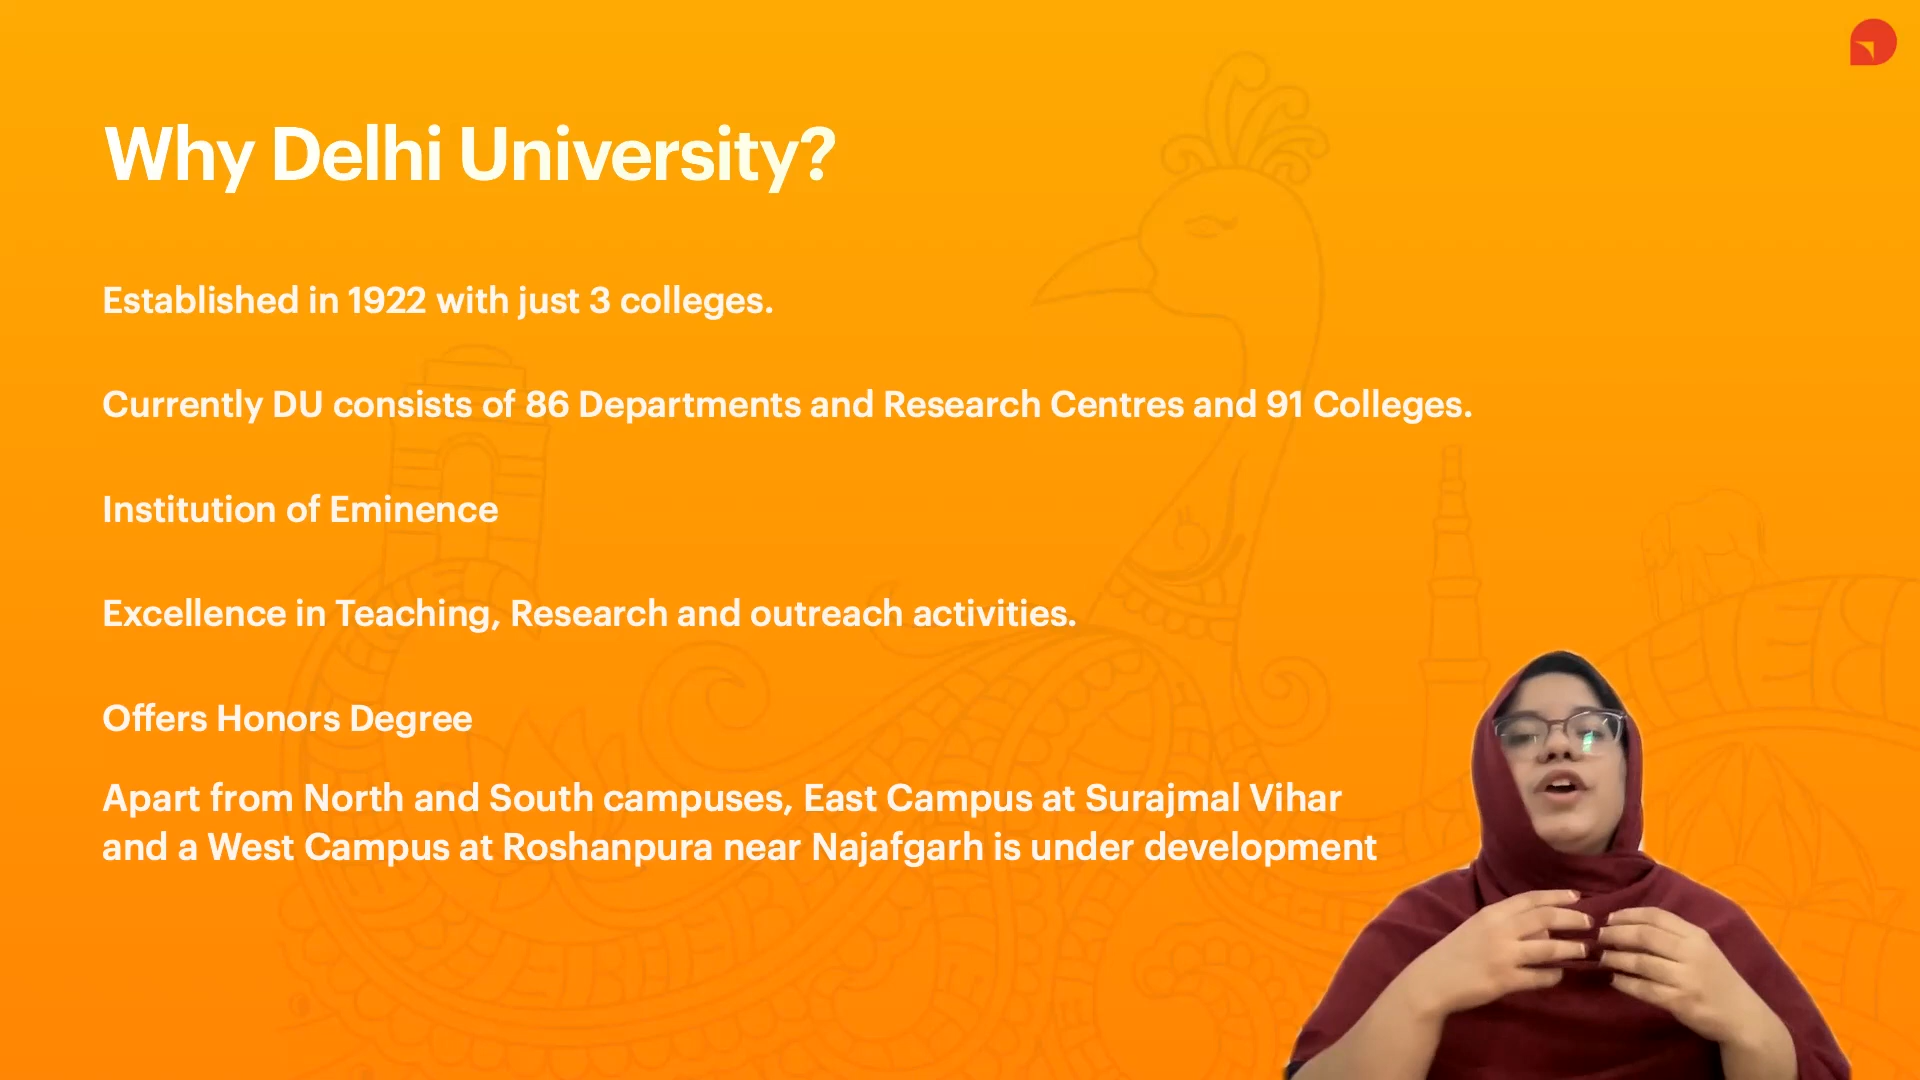 Why Delhi University?
Established in 1922 with just 3 colleges.
Currently DU consists of 86 Departments and Research Centres and 91 Colleges.
Institution of Eminence
Excellence in Teaching, Research and outreach activities.
Offers Honors Degree
Apart from North and South campuses, East Campus at Surajmal Vihar
and a West Campus at Roshanpura near Najafgarh is under development